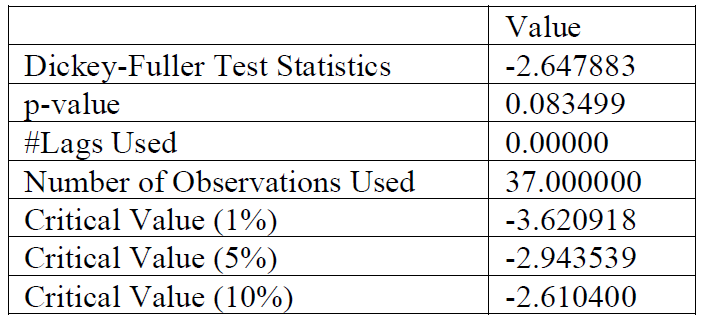 Value
Dickey-Fuller Test Statistics -2.647883
p-value 0.083499
#Lags Used 0.00000
Number of Observations Used 37.000000
Critical Value (1%) -3.620918
Critical Value (5%) -2.943539
Critical Value (10%) -2.610400